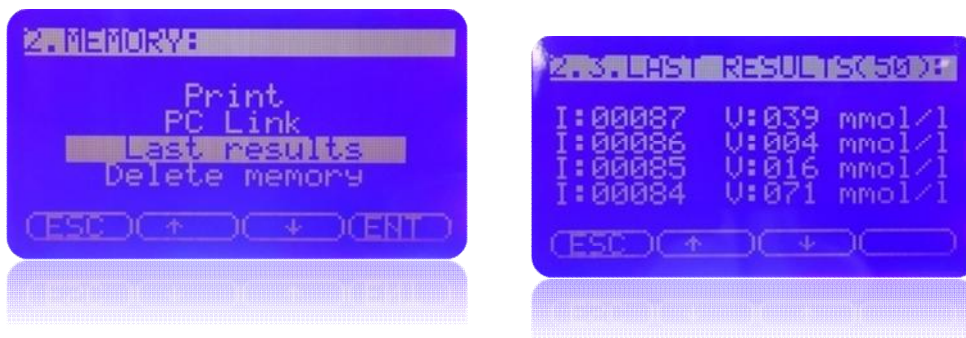 2.MEMORY:
Print
PC Link
Last results
Delete memory
ESC ↑ ↓ ENT
2.3.LAST RESULTS(50):
I:00087 V:039 mmol/l
I:00086 V:004 mmol/l
I:00085 V:016 mmol/l
I:00084 V:071 mmol/l
ESC ↑ ↓